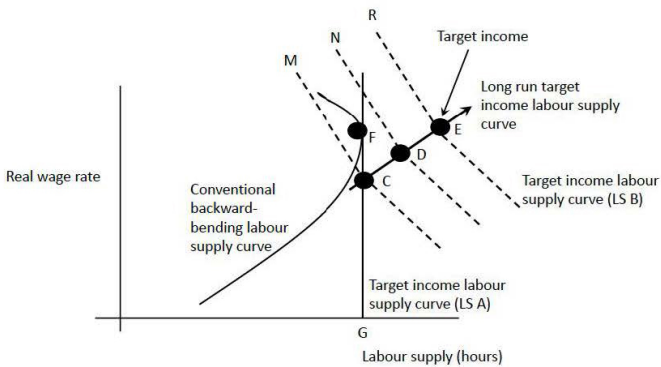 R
N
M
Target income
Long run target
income labour supply
curve
F
E
D
C
Real wage rate
Conventional
backward-
bending labour
supply curve
Target income labour
supply curve (LS B)
Target income labour
supply curve (LS A)
G
Labour supply (hours)